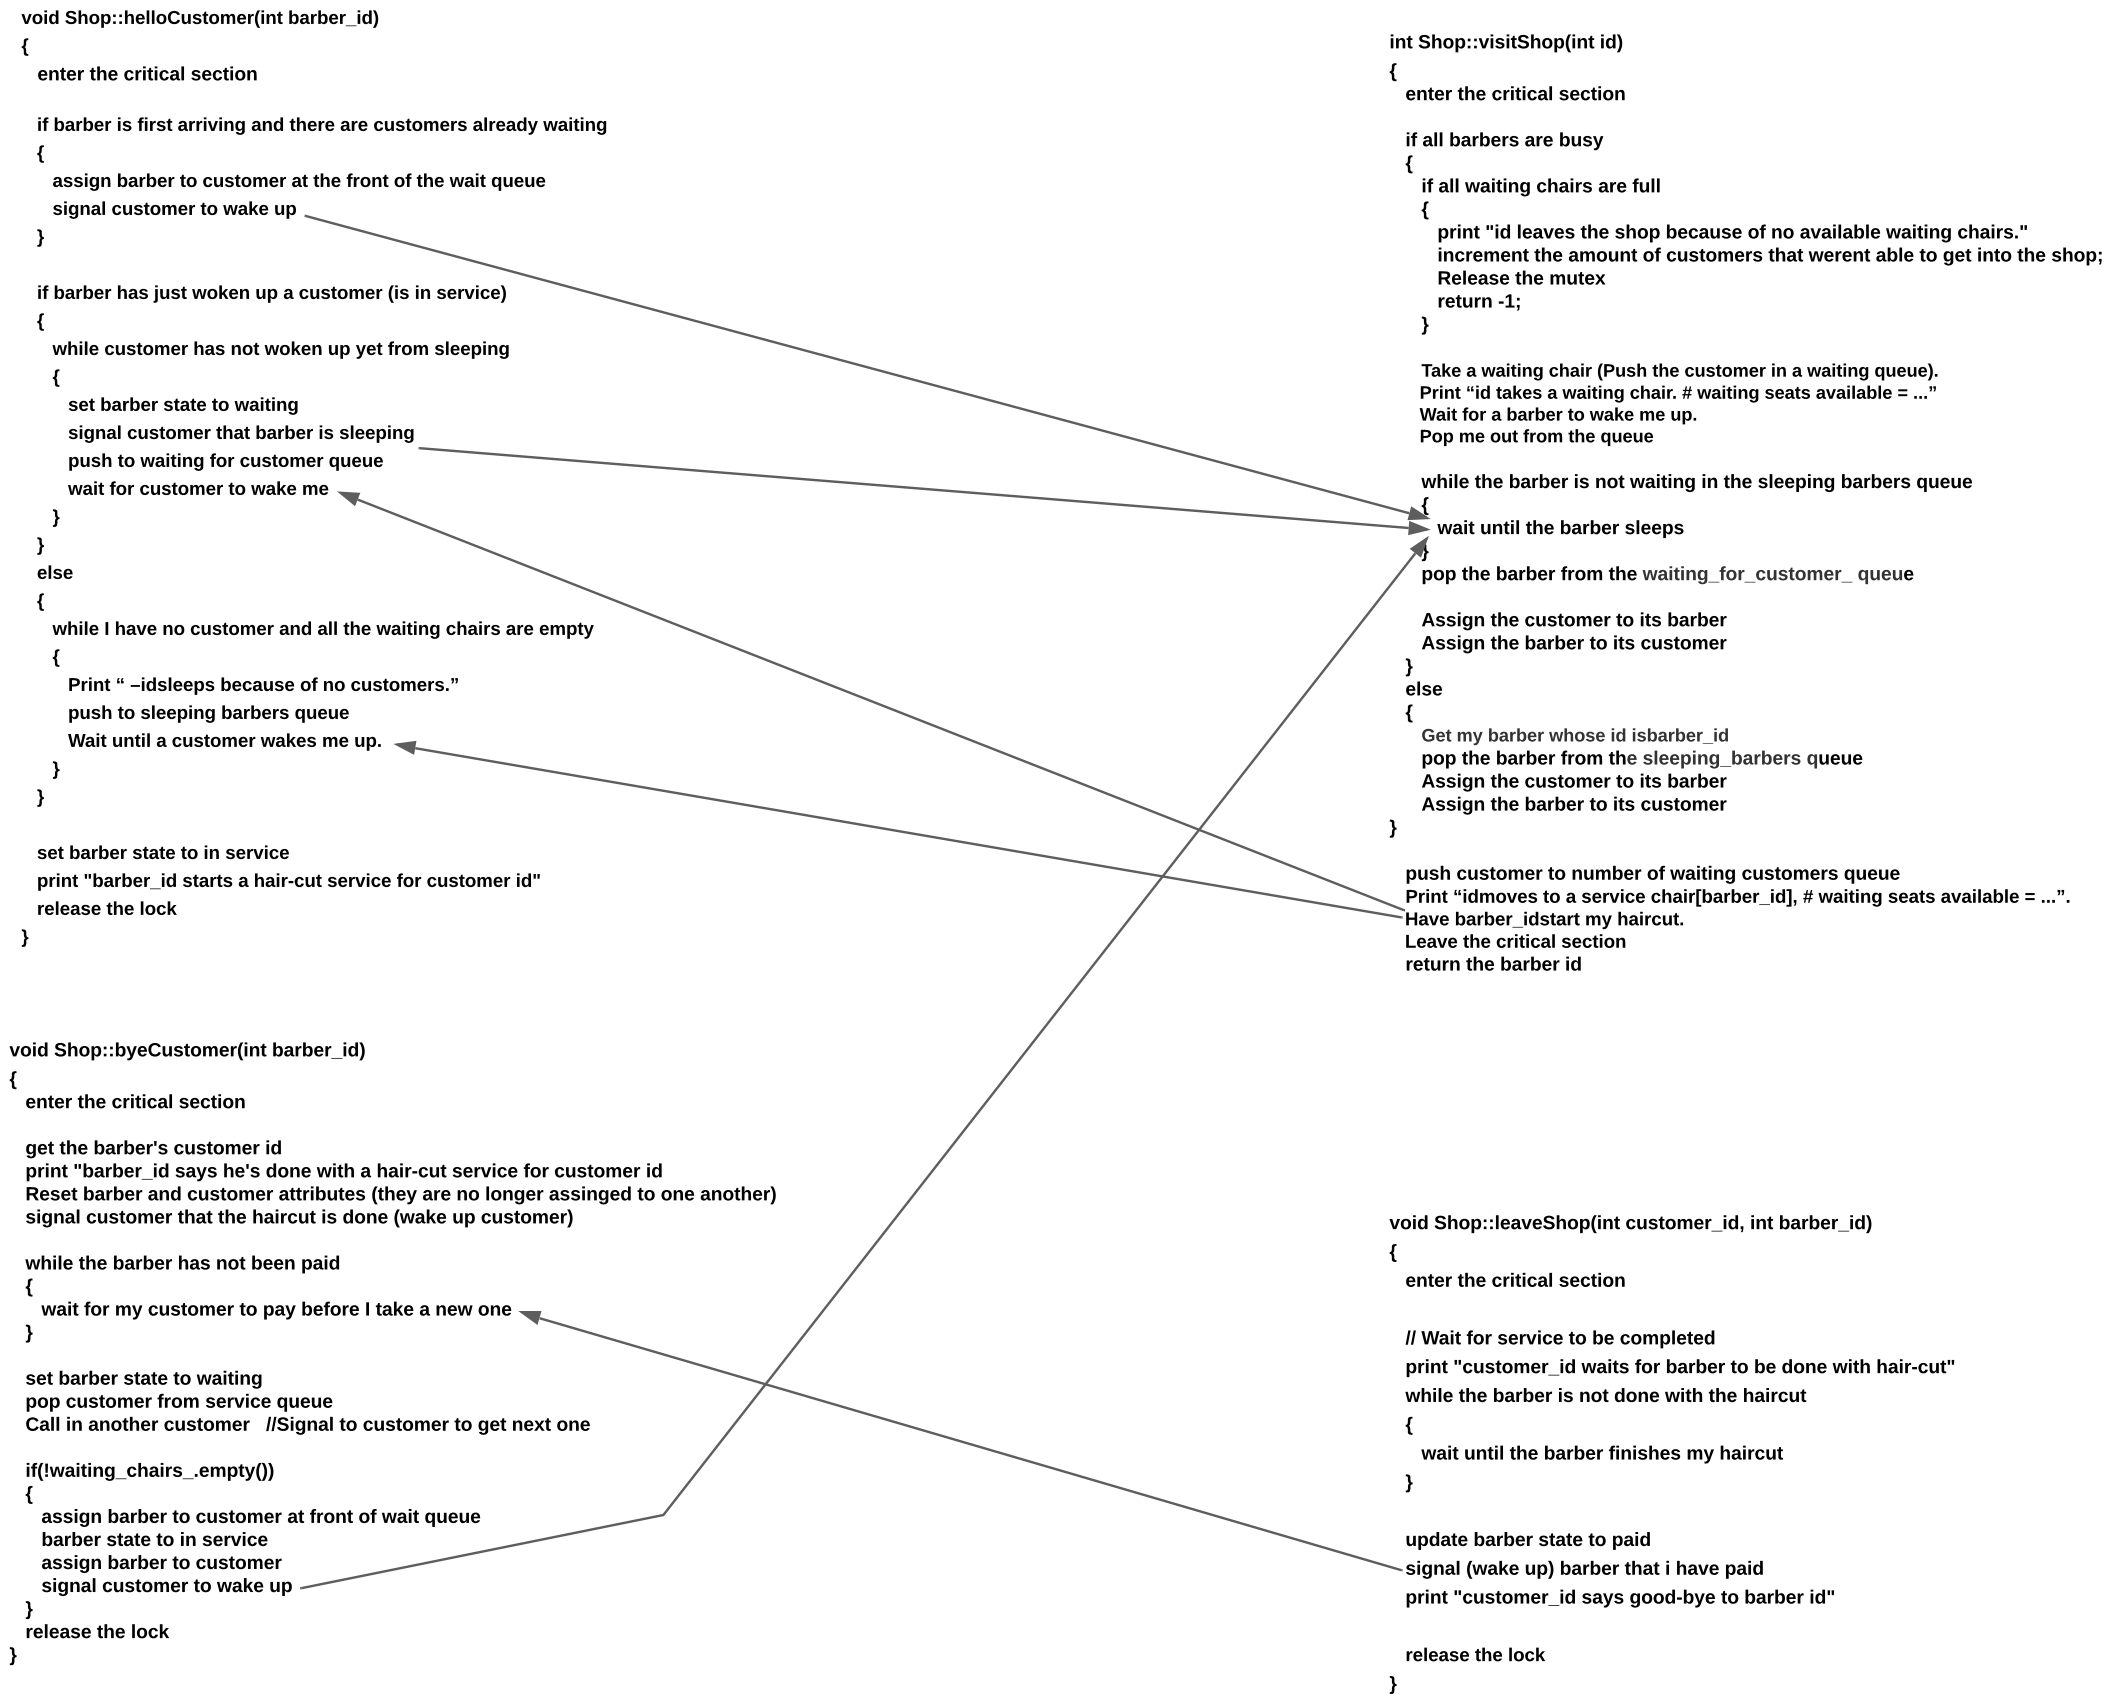 void Shop::helloCustomer(int barber_id)
{
enter the critical section
if barber is first arriving and there are customers already waiting
{
assign barber to customer at the front of the wait queue
signal customer to wake up
}
if barber has just woken up a customer (is in service)
{
while customer has not woken up yet from sleeping
{
set barber state to waiting
signal customer that barber is sleeping
push to waiting for customer queue
wait for customer to wake me
}
}
else
{
while I have no customer and all the waiting chairs are empty
{
Print “ –idsleeps because of no customers.”
push to sleeping barbers queue
Wait until a customer wakes me up.
}
}
set barber state to in service
print "barber_id starts a hair-cut service for customer id"
release the lock
}
int Shop::visitShop(int id)
{
enter the critical section
if all barbers are busy
{
if all waiting chairs are full
{
print "id leaves the shop because of no available waiting chairs."
increment the amount of customers that werent able to get into the shop;
Release the mutex
return -1;
}
Take a waiting chair (Push the customer in a waiting queue).
Print “id takes a waiting chair. # waiting seats available = ...”
Wait for a barber to wake me up.
Pop me out from the queue
while the barber is not waiting in the sleeping barbers queue
{
wait until the barber sleeps
}
pop the barber from the waiting_for_customer_ queue
Assign the customer to its barber
Assign the barber to its customer
}
else
{
Get my barber whose id isbarber_id
pop the barber from the sleeping_barbers queue
Assign the customer to its barber
Assign the barber to its customer
}
push customer to number of waiting customers queue
Print “idmoves to a service chair[barber_id], # waiting seats available = ...”.
Have barber_idstart my haircut.
Leave the critical section
return the barber id
void Shop::byeCustomer(int barber_id)
{
enter the critical section
get the barber's customer id
print "barber_id says he's done with a hair-cut service for customer id
Reset barber and customer attributes (they are no longer assinged to one another)
signal customer that the haircut is done (wake up customer)
while the barber has not been paid
{
wait for my customer to pay before I take a new one
}
set barber state to waiting
pop customer from service queue
Call in another customer //Signal to customer to get next one
if(!waiting_chairs_.empty())
{
assign barber to customer at front of wait queue
barber state to in service
assign barber to customer
signal customer to wake up
}
release the lock
}
void Shop::leaveShop(int customer_id, int barber_id)
{
enter the critical section
// Wait for service to be completed
print "customer_id waits for barber to be done with hair-cut"
while the barber is not done with the haircut
{
wait until the barber finishes my haircut
}
update barber state to paid
signal (wake up) barber that i have paid
print "customer_id says good-bye to barber id"
release the lock
}